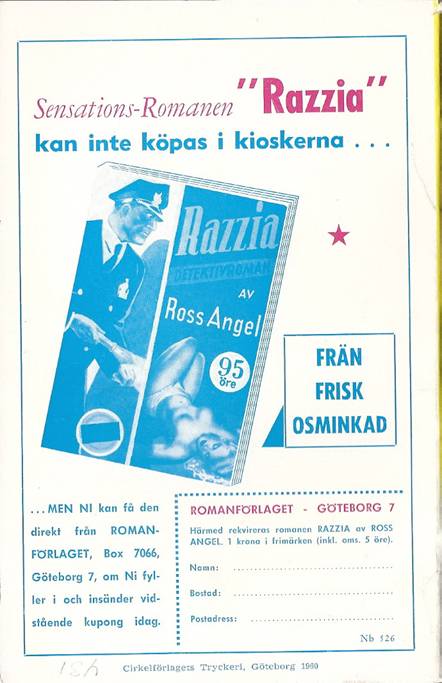 Sensations-Romanen "Razzia"
kan inte köpas i kioskerna . . .
Razzia
DETEKTIVROMAN
AV
Ross Angel
95
öre
FRÄN
FRISK
OSMINKAD
. . . MEN NI kan få den
direkt från ROMAN-
FÖRLAGET, Box 7066,
Göteborg 7, om Ni fyl-
ler i och insänder vid-
stående kupong idag.
ROMANFÖRLAGET - GÖTEBORG 7
Härmed rekvireras romanen RAZZIA av ROSS
ANGEL. 1 krona i frimärken (inkl. oms. 5 öre).
Namn: ........................................
Bostad: ........................................
Postadress: ........................................
Nb 526
431
Cirkelförlagets Tryckeri, Göteborg 1960